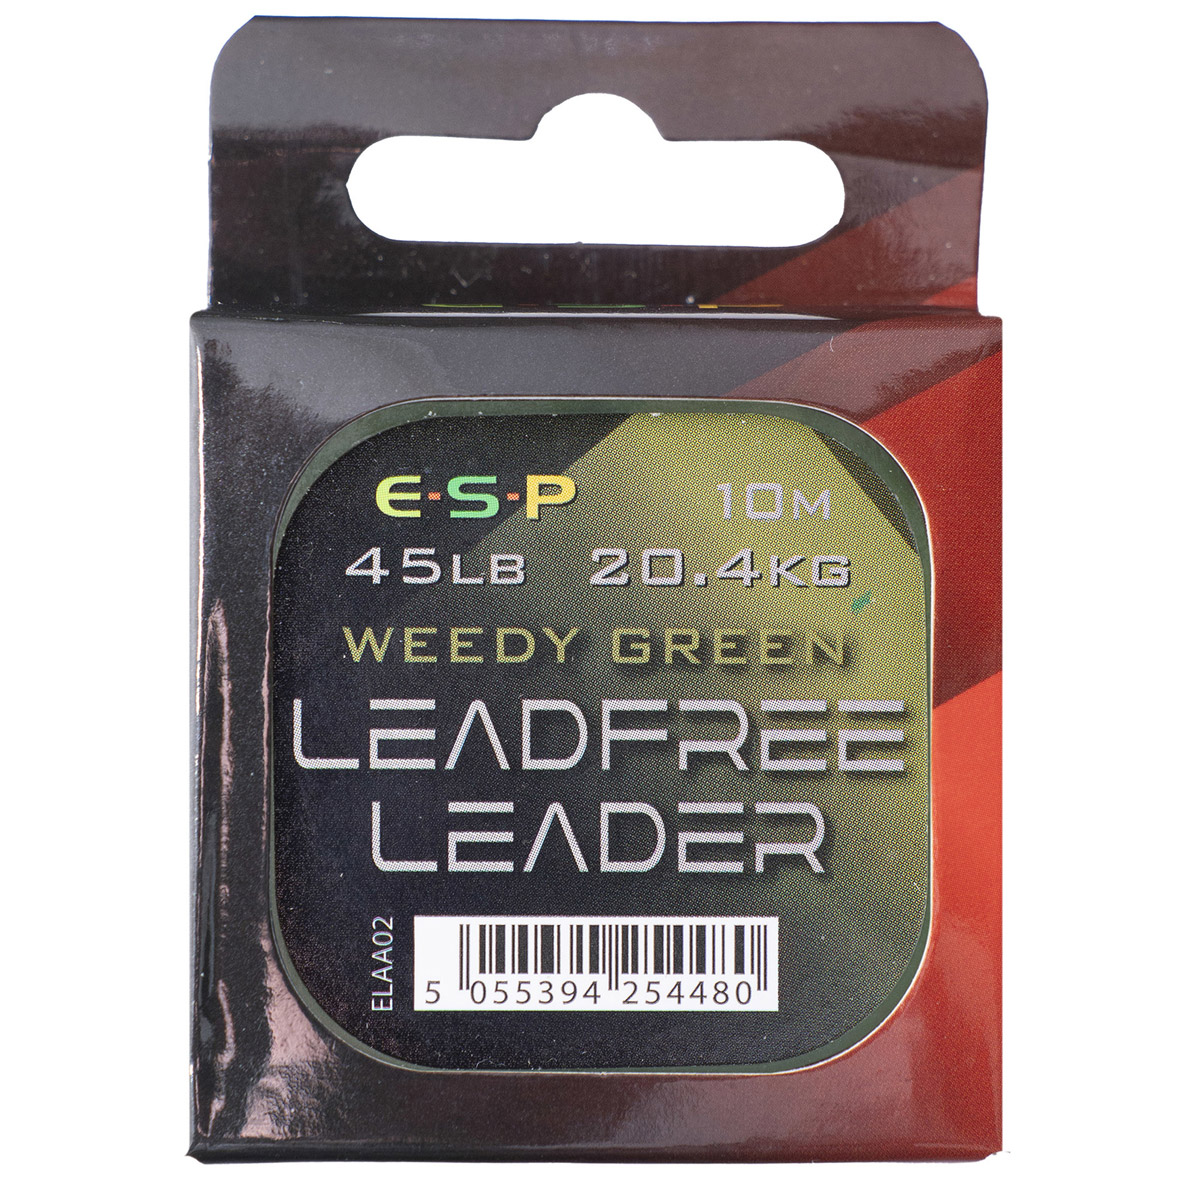 E-S-P 10M
45LB 20.4KG
WEEDY GREEN
LEADFREE
LEADER
ELAA02
5 055394 254480